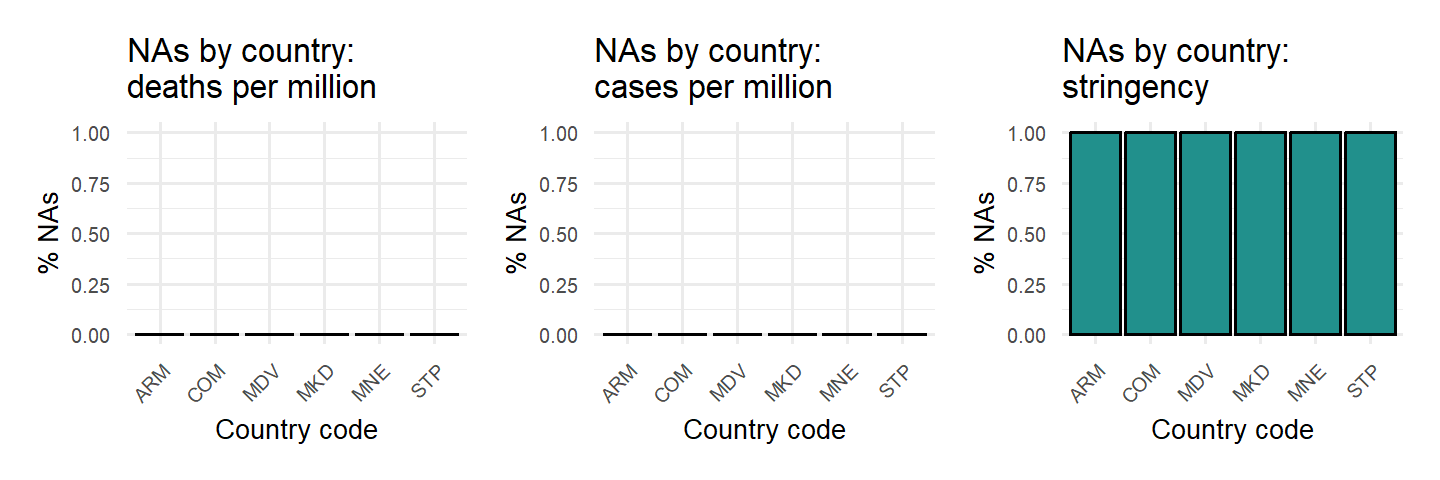 NAs by country:
deaths per million
% NAs
1.00
0.75
0.50
0.25
0.00
ARM
COM
MDV
MKD
MNE
STP
Country code
NAs by country:
cases per million
% NAs
1.00
0.75
0.50
0.25
0.00
ARM
COM
MDV
MKD
MNE
STP
Country code
NAs by country:
stringency
% NAs
1.00
0.75
0.50
0.25
0.00
ARM
COM
MDV
MKD
MNE
STP
Country code